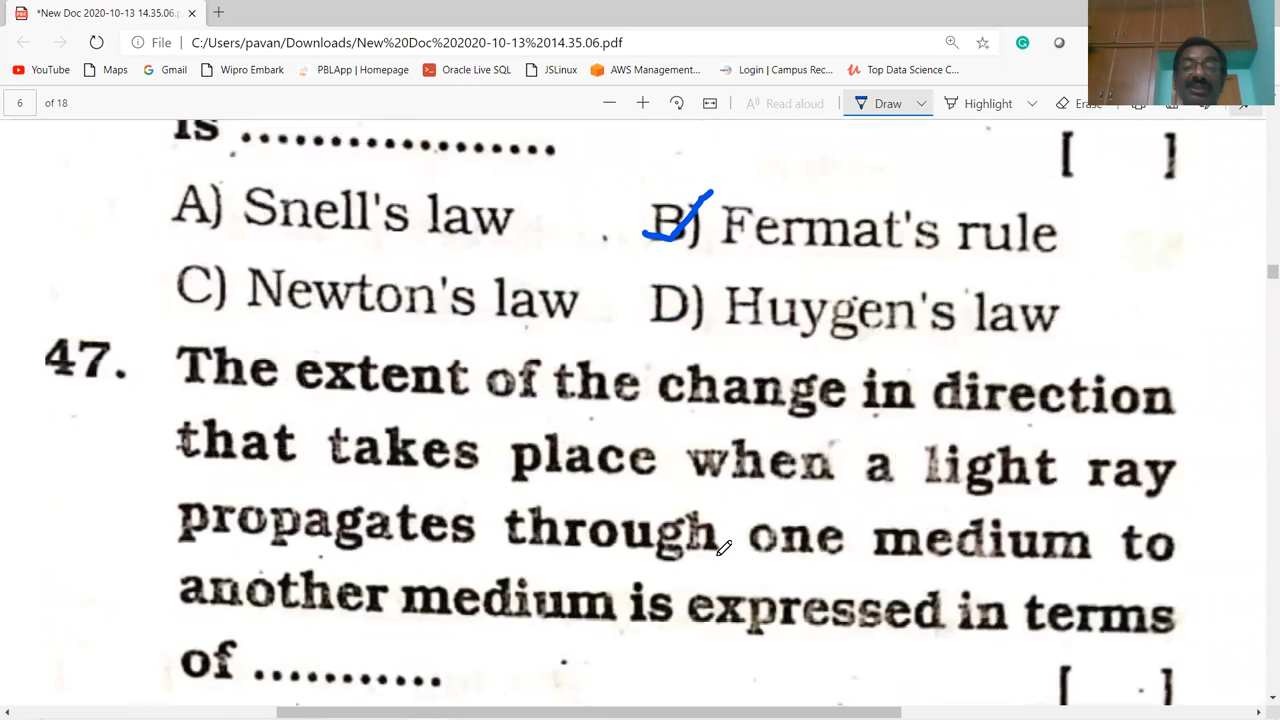 *New Doc 2020-10-13 14.35.06.p
File C:/Users/pavan/Downloads/New%20Doc%202020-10-13%2014.35.06.pdf
YouTube Maps Gmail Wipro Embark PBLApp | Homepage Oracle Live SQL JSLinux AWS Management... Login | Campus Rec... Top Data Science C...
6 of 18 Read aloud Draw Highlight Erase
is ..................
[ ]
A) Snell's law B) Fermat's rule
C) Newton's law D) Huygen's law
47. The extent of the change in direction
that takes place when a light ray
propagates through one medium to
another medium is expressed in terms
of ...........
[ ]